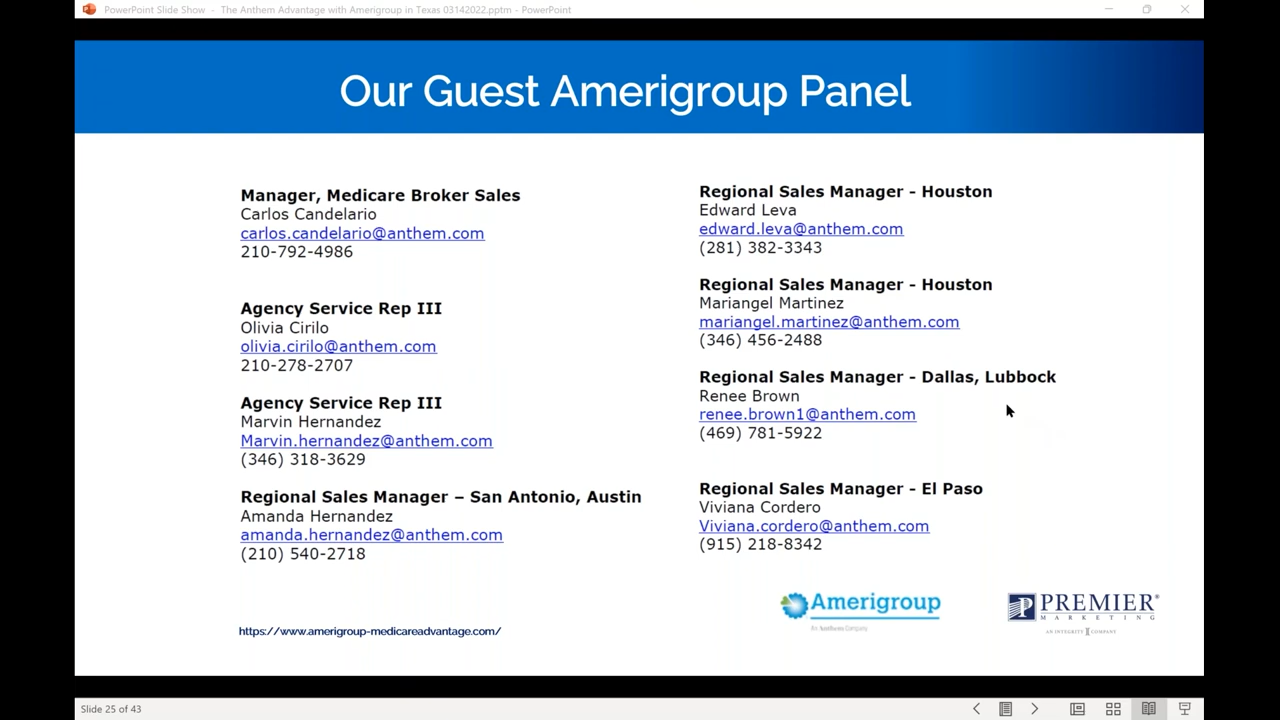 PowerPoint Slide Show - The Anthem Advantage with Amerigroup in Texas 03142022.pptm - PowerPoint
Our Guest Amerigroup Panel
Manager, Medicare Broker Sales
Carlos Candelario
carlos.candelario@anthem.com
210-792-4986
Agency Service Rep III
Olivia Cirilo
olivia.cirilo@anthem.com
210-278-2707
Agency Service Rep III
Marvin Hernandez
Marvin.hernandez@anthem.com
(346) 318-3629
Regional Sales Manager – San Antonio, Austin
Amanda Hernandez
amanda.hernandez@anthem.com
(210) 540-2718
Regional Sales Manager - Houston
Edward Leva
edward.leva@anthem.com
(281) 382-3343
Regional Sales Manager - Houston
Mariangel Martinez
mariangel.martinez@anthem.com
(346) 456-2488
Regional Sales Manager - Dallas, Lubbock
Renee Brown
renee.brown1@anthem.com
(469) 781-5922
Regional Sales Manager - El Paso
Viviana Cordero
Viviana.cordero@anthem.com
(915) 218-8342
https://www.amerigroup-medicareadvantage.com/
Amerigroup
An Anthem Company
PREMIER®
MARKETING
AN INTEGRITY COMPANY
Slide 25 of 43